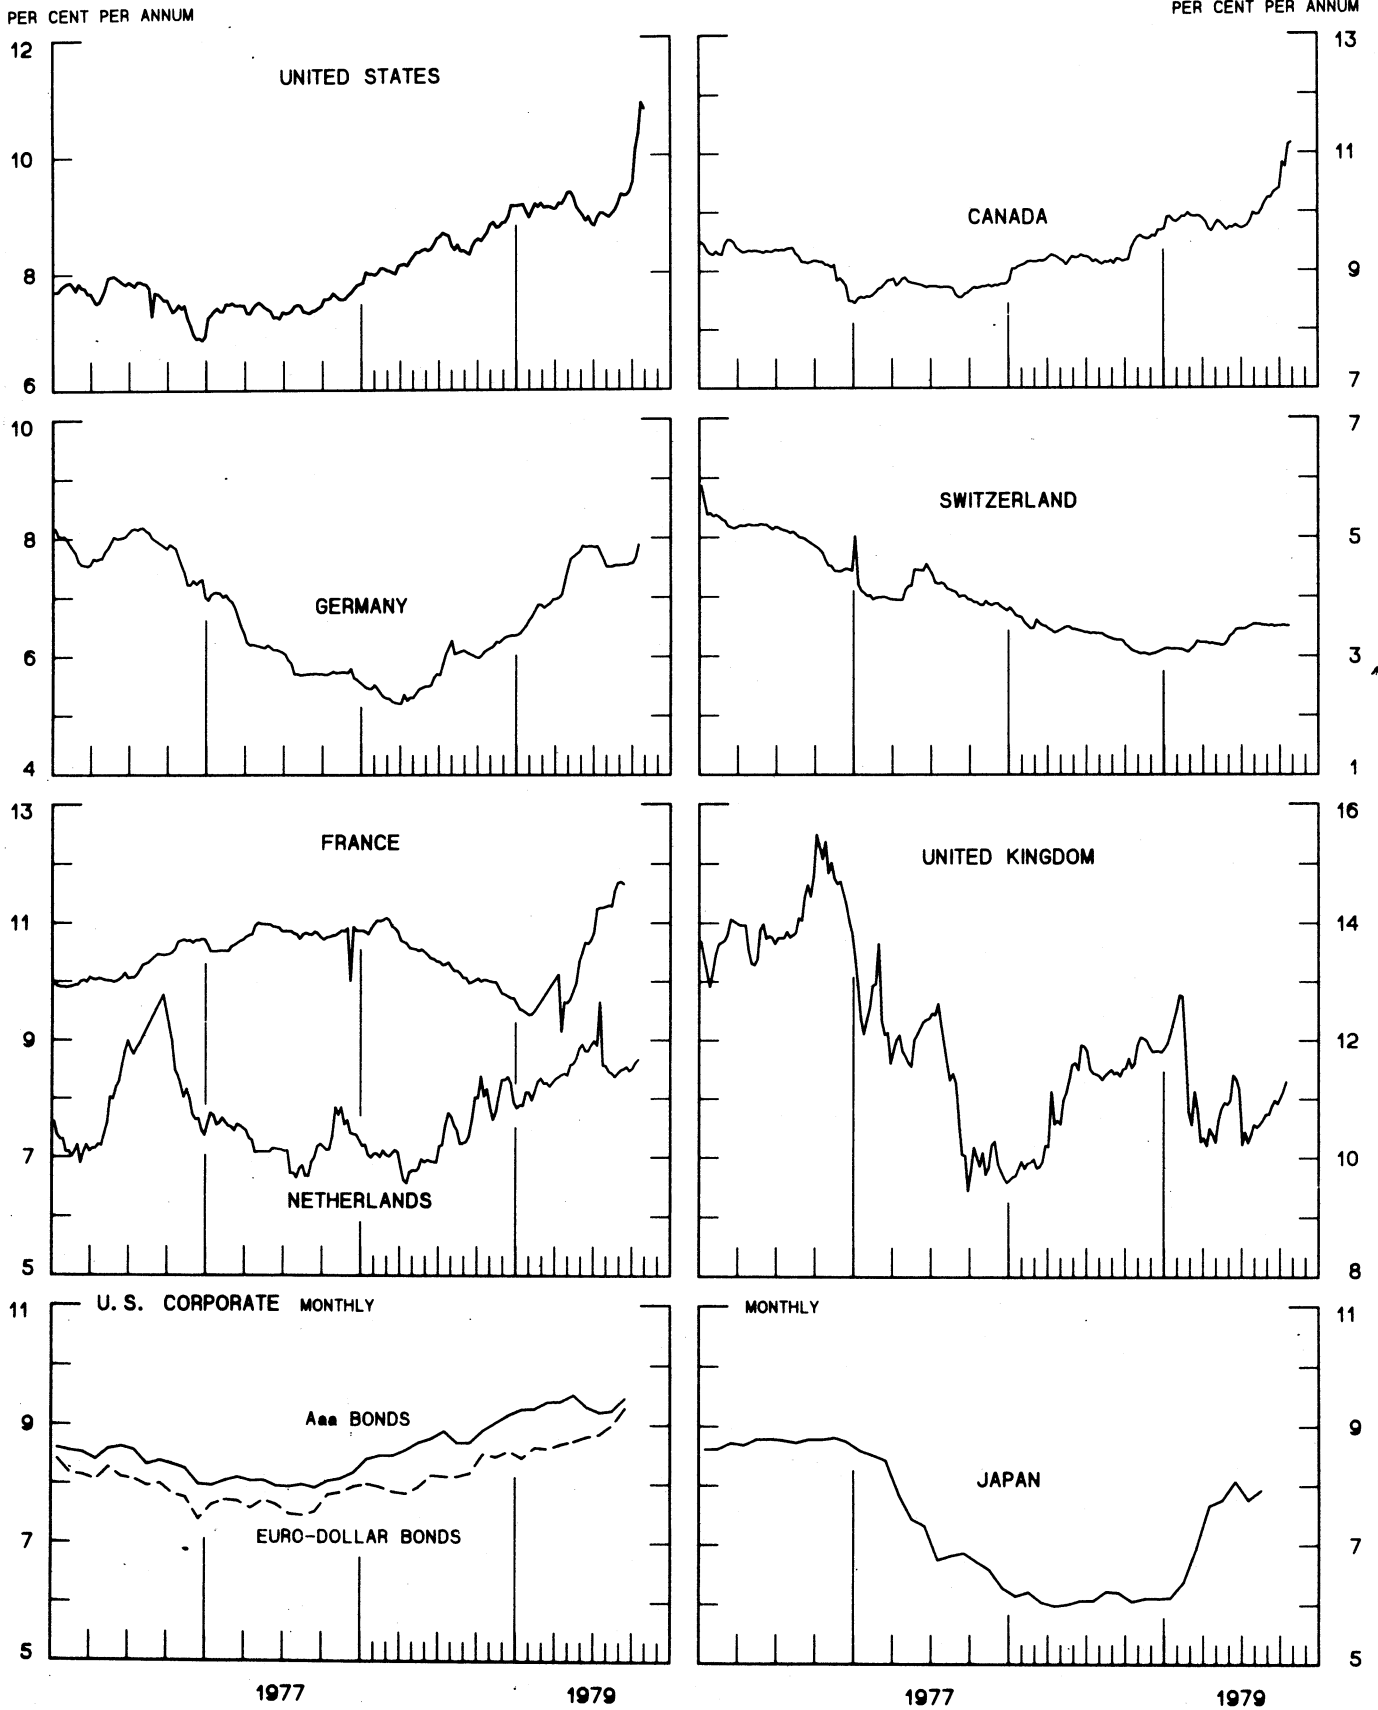 PER CENT PER ANNUM
PER CENT PER ANNUM
12
UNITED STATES
10
8
6
13
CANADA
11
9
7
10
GERMANY
8
6
4
7
SWITZERLAND
5
3
1
13
FRANCE
11
9
7
NETHERLANDS
5
16
UNITED KINGDOM
14
12
10
8
11
U.S. CORPORATE MONTHLY
Aaa BONDS
9
EURO-DOLLAR BONDS
7
5
1977 1979
MONTHLY
11
9
JAPAN
7
5
1977 1979